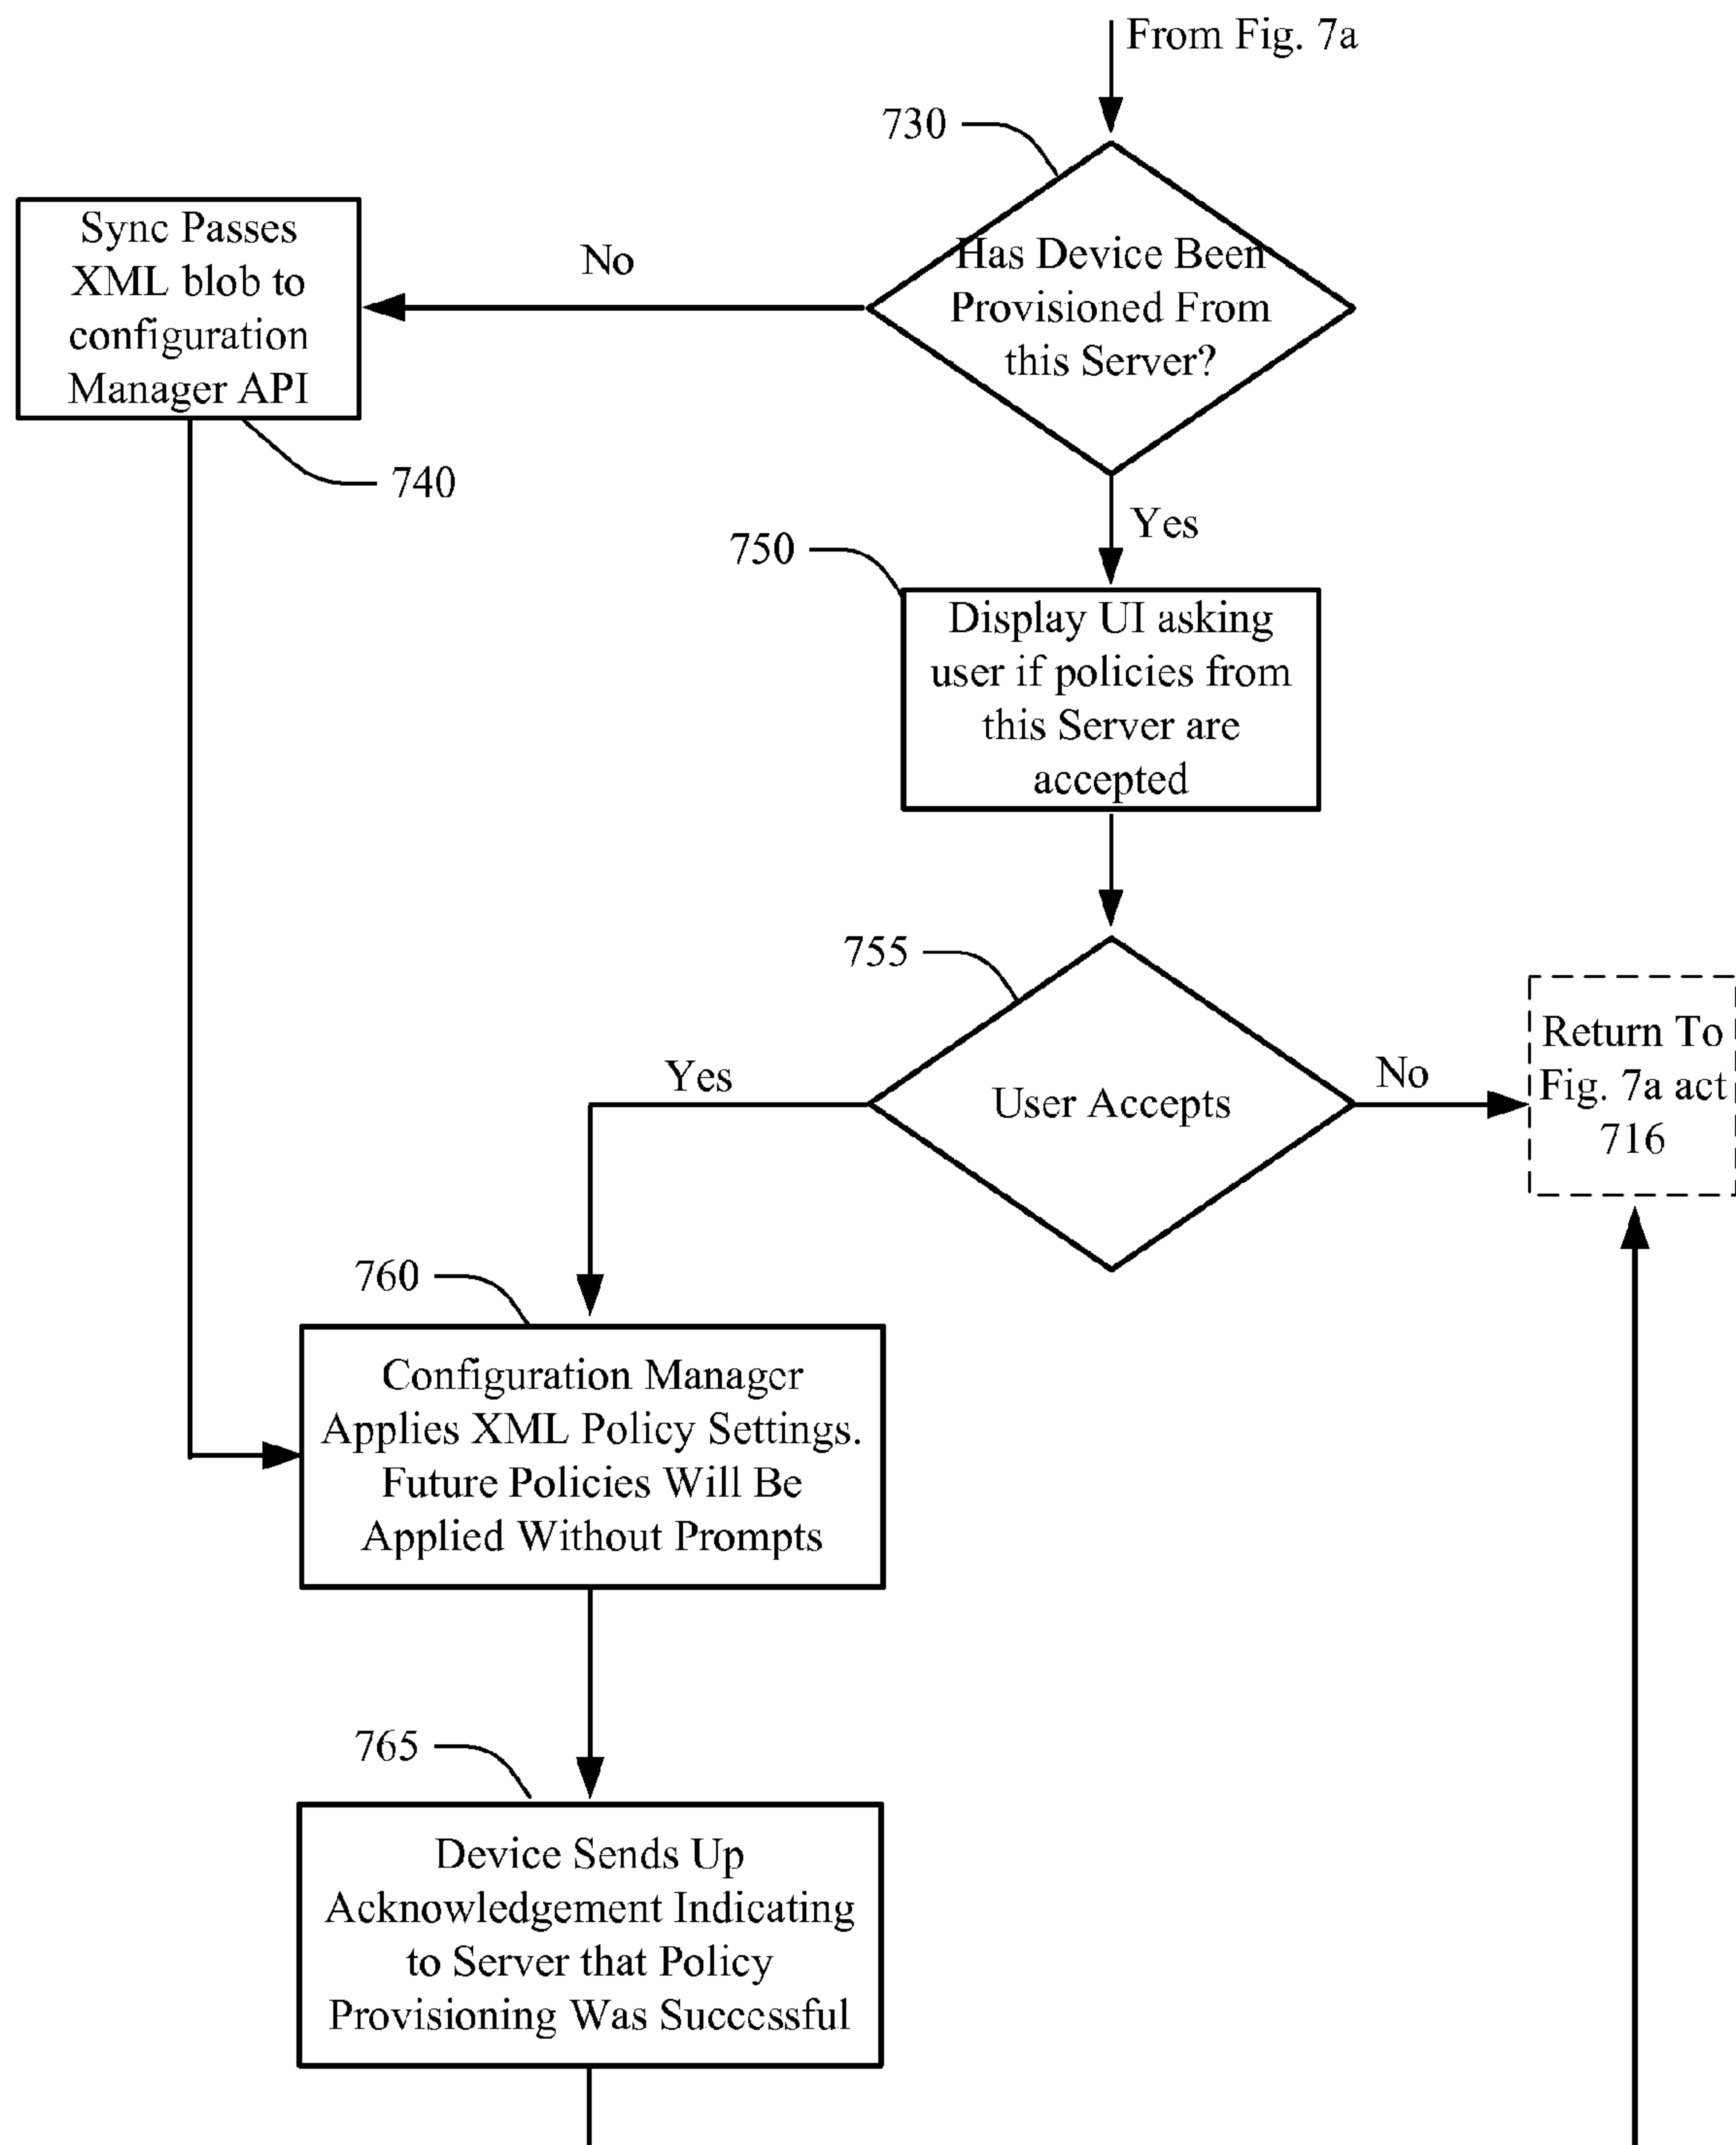 From Fig. 7a
730
Has Device Been
Provisioned From
this Server?
No
Sync Passes
XML blob to
configuration
Manager API
740
Yes
750
Display UI asking
user if policies from
this Server are
accepted
755
User Accepts
Yes
No
Return To
Fig. 7a act
716
760
Configuration Manager
Applies XML Policy Settings.
Future Policies Will Be
Applied Without Prompts
765
Device Sends Up
Acknowledgement Indicating
to Server that Policy
Provisioning Was Successful